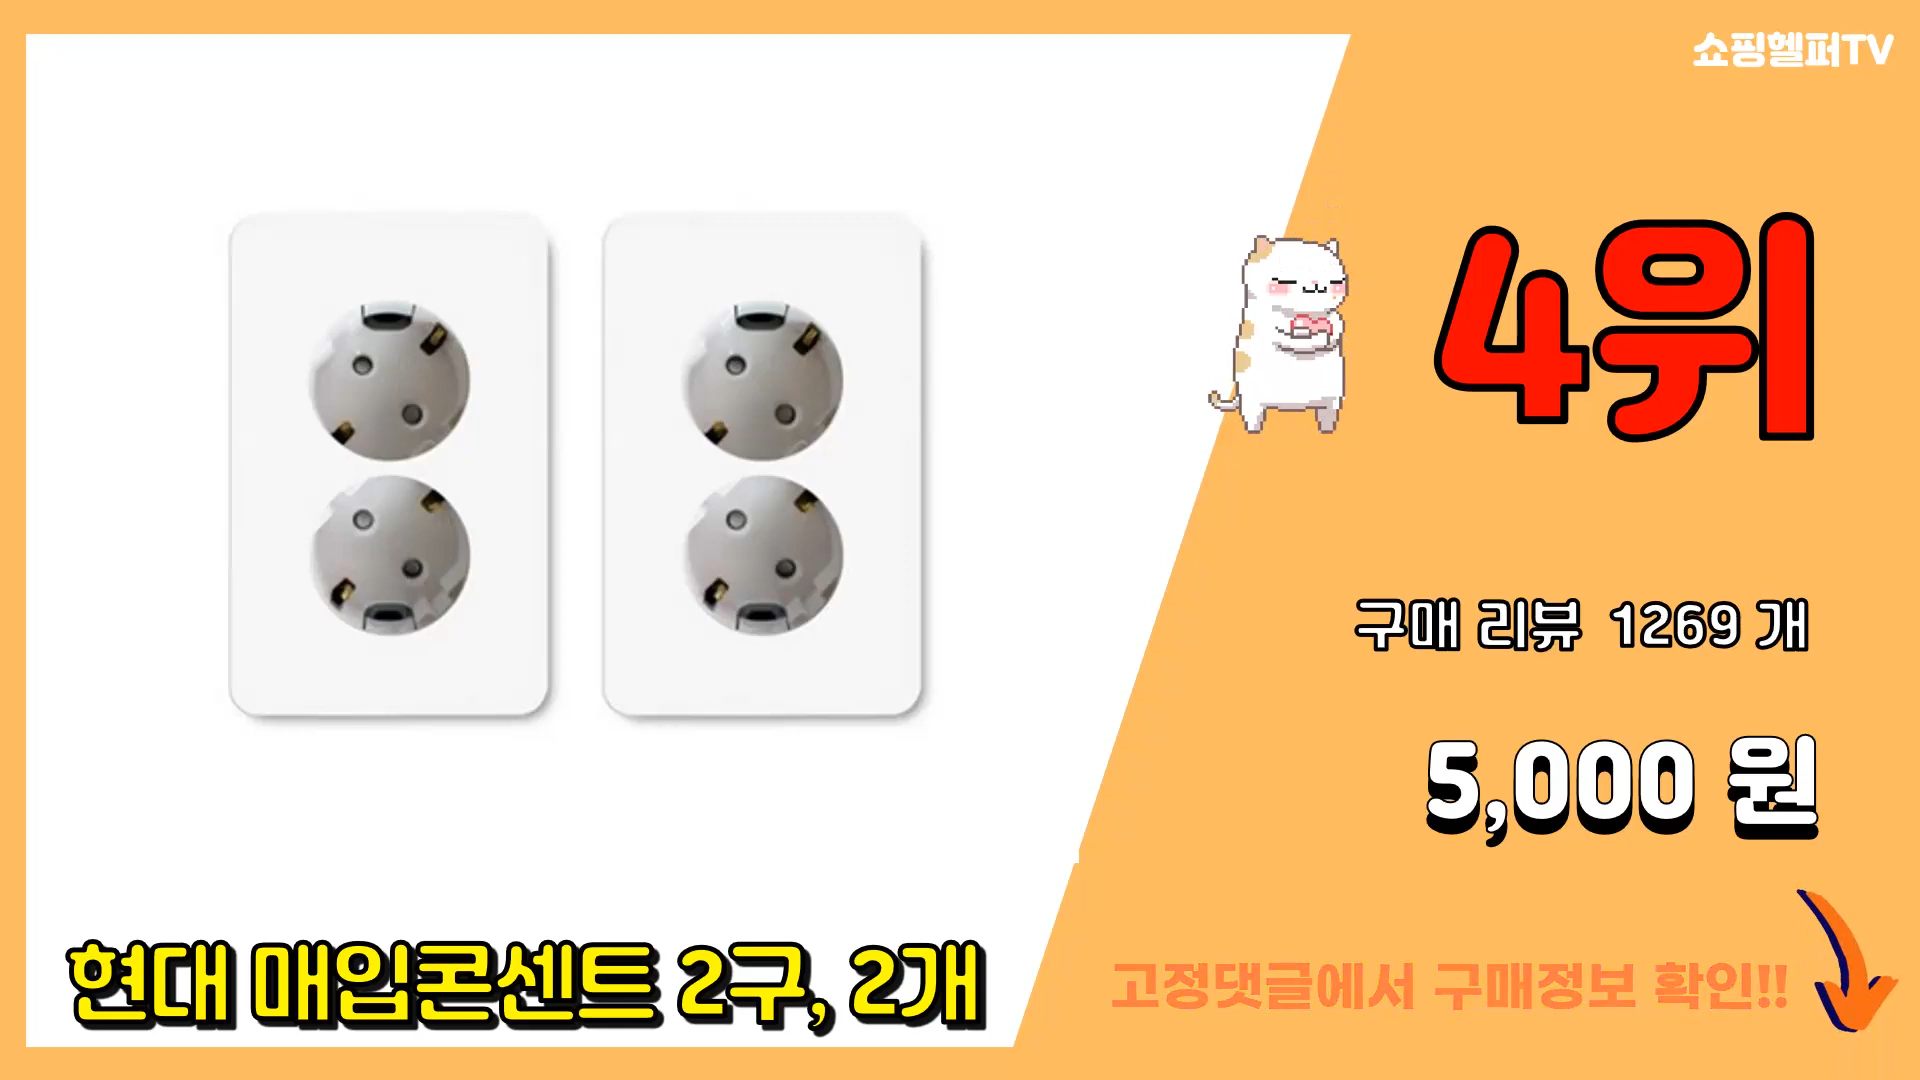 쇼핑헬퍼TV
4위
구매 리뷰 1269 개
5,000 원
현대 매입콘센트 2구, 2개
고정댓글에서 구매정보 확인!!